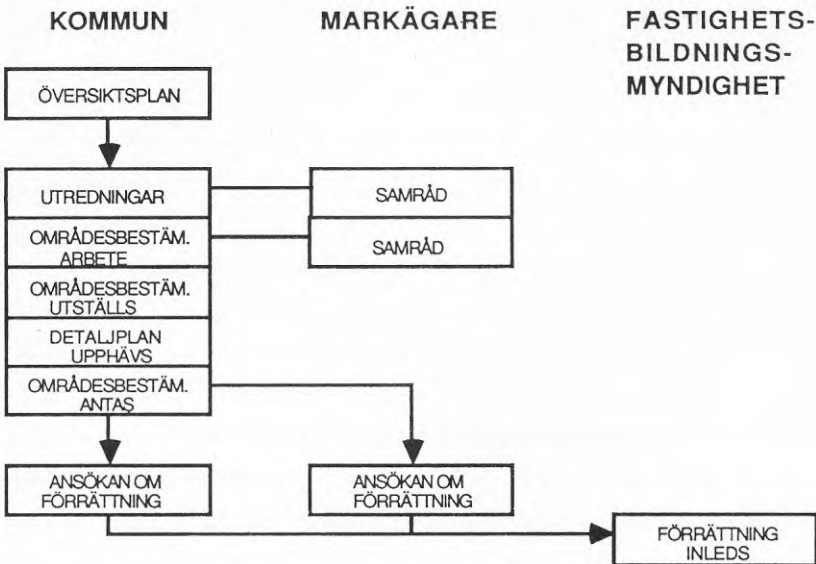 KOMMUN
MARKÄGARE
FASTIGHETS-
BILDNINGS-
MYNDIGHET
ÖVERSIKTSPLAN
UTREDNINGAR
SAMRÅD
OMRÅDESBESTÄM.
ARBETE
SAMRÅD
OMRÅDESBESTÄM.
UTSTÄLLS
DETALJPLAN
UPPHÄVS
OMRÅDESBESTÄM.
ANTAS
ANSÖKAN OM
FÖRRÄTTNING
ANSÖKAN OM
FÖRRÄTTNING
FÖRRÄTTNING
INLEDS